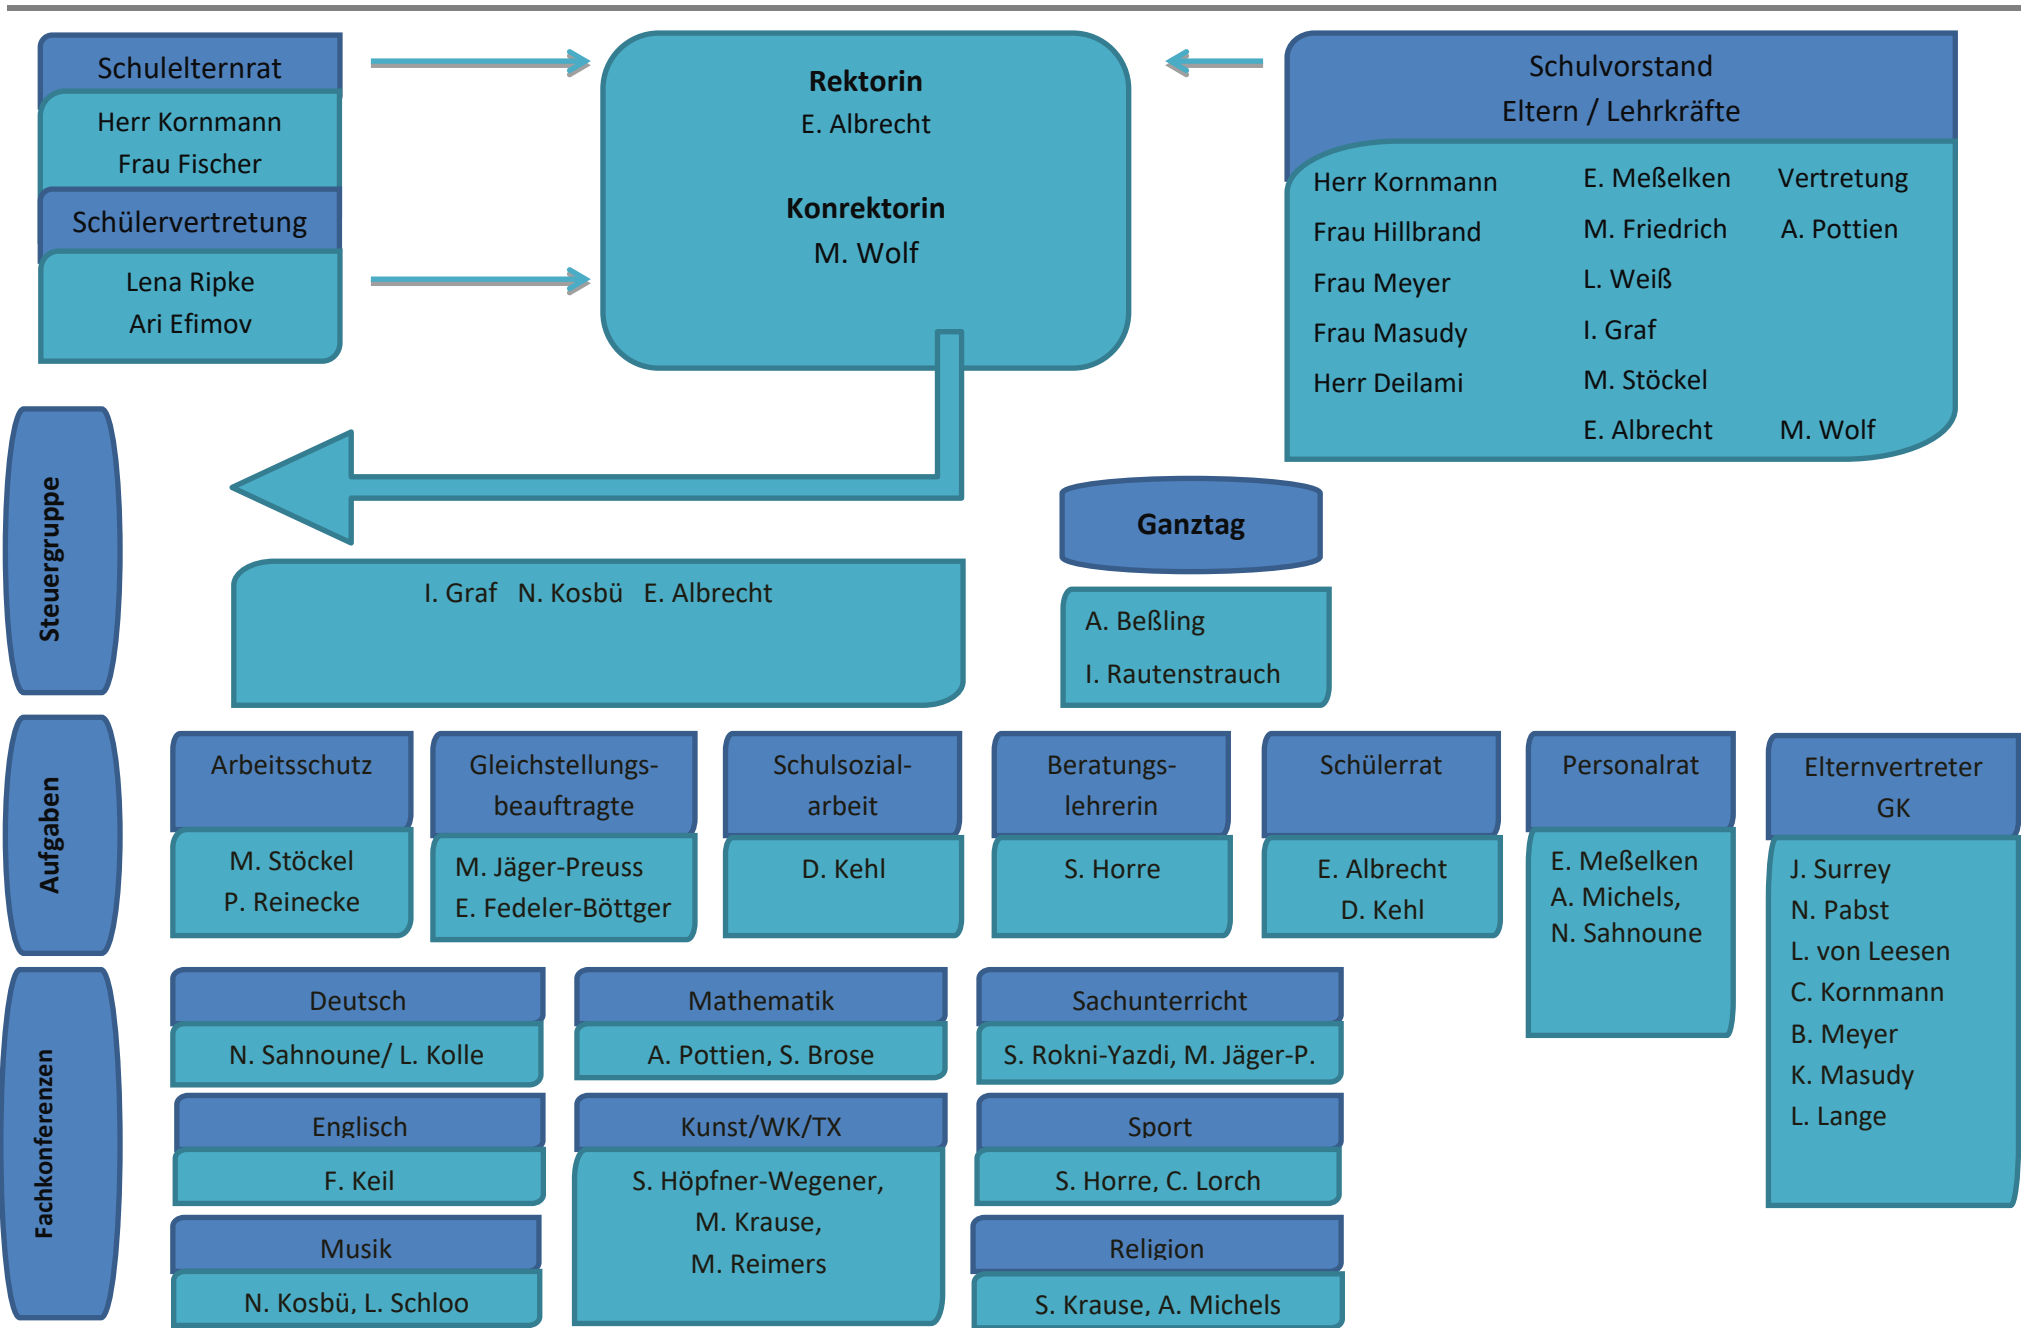 Schulelternrat
Herr Kornmann
Frau Fischer
Schülervertretung
Lena Ripke
Ari Efimov
Rektorin
E. Albrecht
Konrektorin
M. Wolf
Schulvorstand
Eltern / Lehrkräfte
Herr Kornmann E. Meßelken Vertretung
Frau Hillbrand M. Friedrich A. Pottien
Frau Meyer L. Weiß
Frau Masudy I. Graf
Herr Deilami M. Stöckel
E. Albrecht M. Wolf
Steuergruppe
I. Graf N. Kosbü E. Albrecht
Ganztag
A. Beßling
I. Rautenstrauch
Aufgaben
Arbeitsschutz
M. Stöckel
P. Reinecke
Gleichstellungs-
beauftragte
M. Jäger-Preuss
E. Fedeler-Böttger
Schulsozial-
arbeit
D. Kehl
Beratungs-
lehrerin
S. Horre
Schülerrat
E. Albrecht
D. Kehl
Personalrat
E. Meßelken
A. Michels,
N. Sahnoune
Elternvertreter
GK
J. Surrey
N. Pabst
L. von Leesen
C. Kornmann
B. Meyer
K. Masudy
L. Lange
Fachkonferenzen
Deutsch
N. Sahnoune/ L. Kolle
Mathematik
A. Pottien, S. Brose
Sachunterricht
S. Rokni-Yazdi, M. Jäger-P.
Englisch
F. Keil
Kunst/WK/TX
S. Höpfner-Wegener,
M. Krause,
M. Reimers
Sport
S. Horre, C. Lorch
Musik
N. Kosbü, L. Schloo
Religion
S. Krause, A. Michels